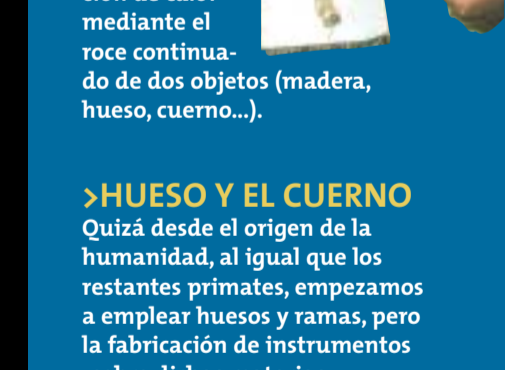 mediante el
roce continua-
do de dos objetos (madera,
hueso, cuerno...).
>HUESO Y EL CUERNO
Quizá desde el origen de la
humanidad, al igual que los
restantes primates, empezamos
a emplear huesos y ramas, pero
la fabricación de instrumentos